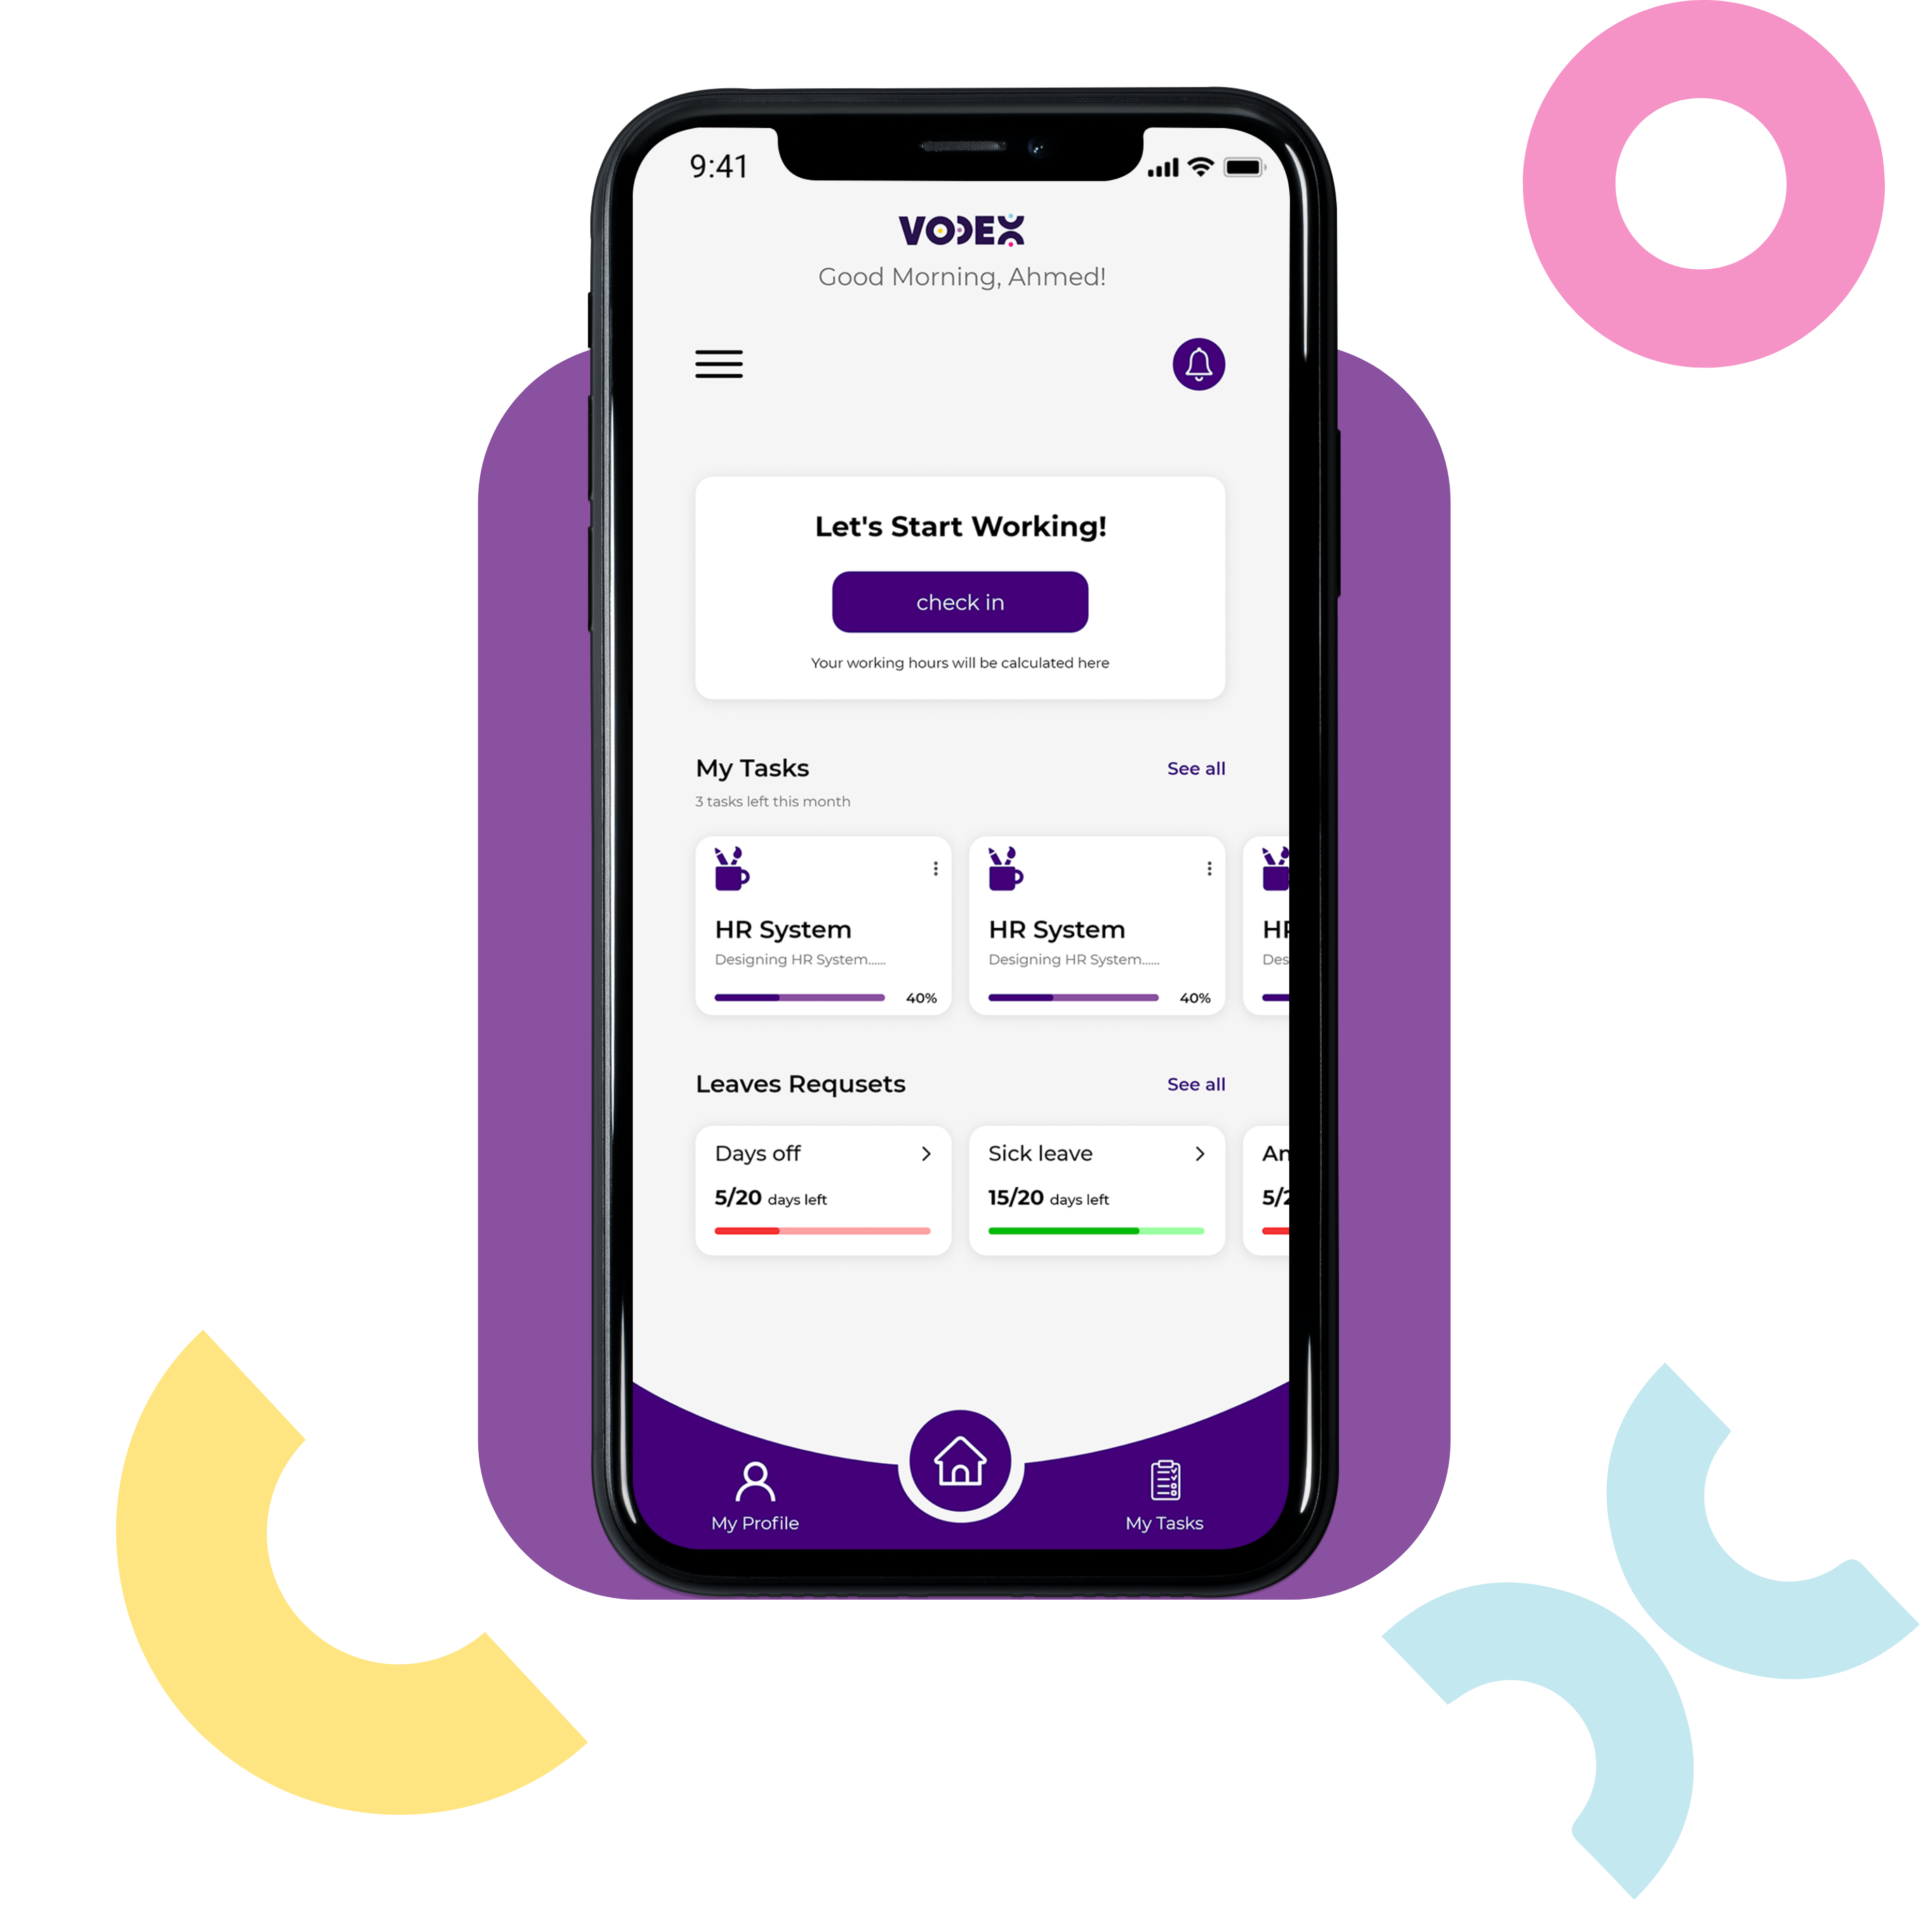 9:41
VODEX
Good Morning, Ahmed!
Let's Start Working!
check in
Your working hours will be calculated here
My Tasks See all
3 tasks left this month
HR System HR System HR
Designing HR System...... Designing HR System...... Des
40% 40%
Leaves Requsets See all
Days off Sick leave An
5/20 days left 15/20 days left 5/2
My Profile My Tasks